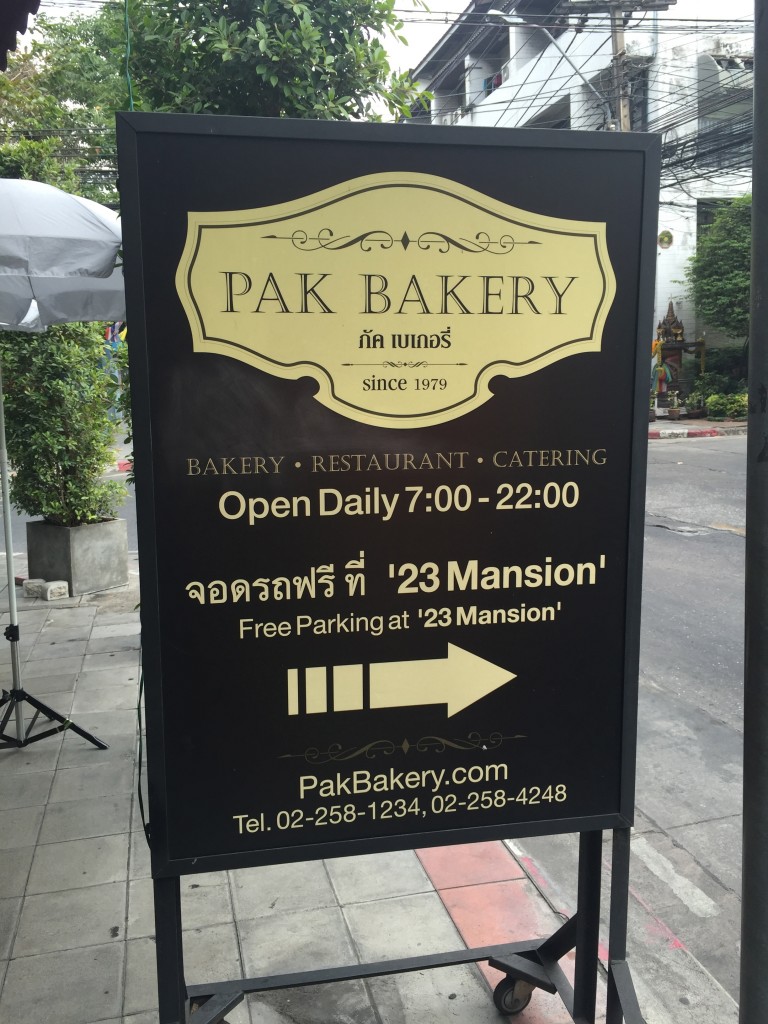 PAK BAKERY
ภัค เบเกอรี่
since 1979
BAKERY • RESTAURANT • CATERING
Open Daily 7:00 - 22:00
จอดรถฟรี ที่ '23 Mansion'
Free Parking at '23 Mansion'
PakBakery.com
Tel. 02-258-1234, 02-258-4248